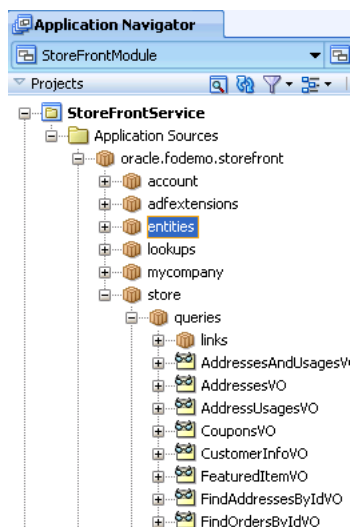 Application Navigator
StoreFrontModule
Projects
StoreFrontService
Application Sources
oracle.fodemo.storefront
account
adfextensions
entities
lookups
mycompany
store
queries
links
AddressesAndUsagesV
AddressesVO
AddressUsagesVO
CouponsVO
CustomerInfoVO
FeaturedItemVO
FindAddressesByIdVO
FindOrdersByIdVO